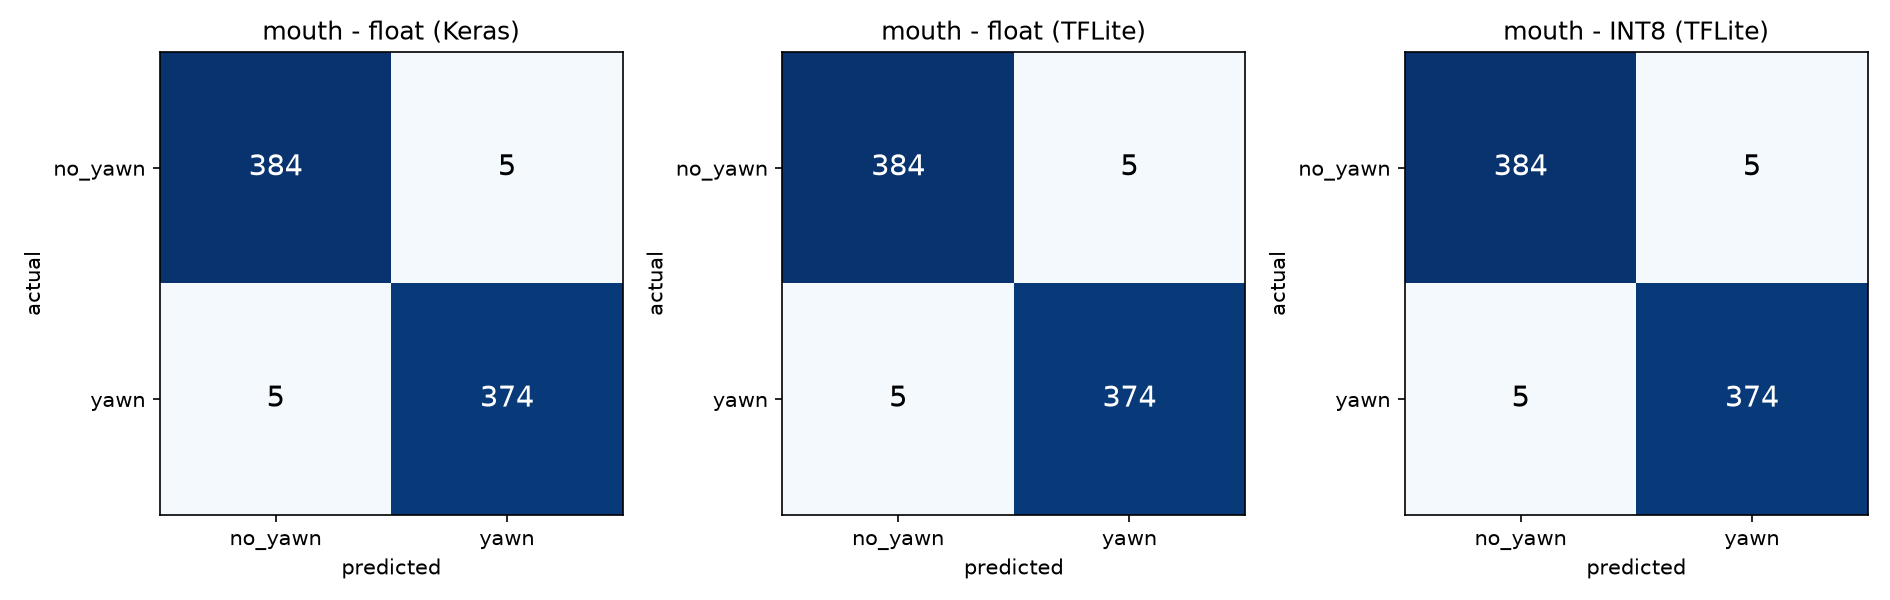 mouth - float (Keras)
no_yawn
384
5
yawn
5
374
actual
no_yawn
yawn
predicted
mouth - float (TFLite)
no_yawn
384
5
yawn
5
374
actual
no_yawn
yawn
predicted
mouth - INT8 (TFLite)
no_yawn
384
5
yawn
5
374
actual
no_yawn
yawn
predicted